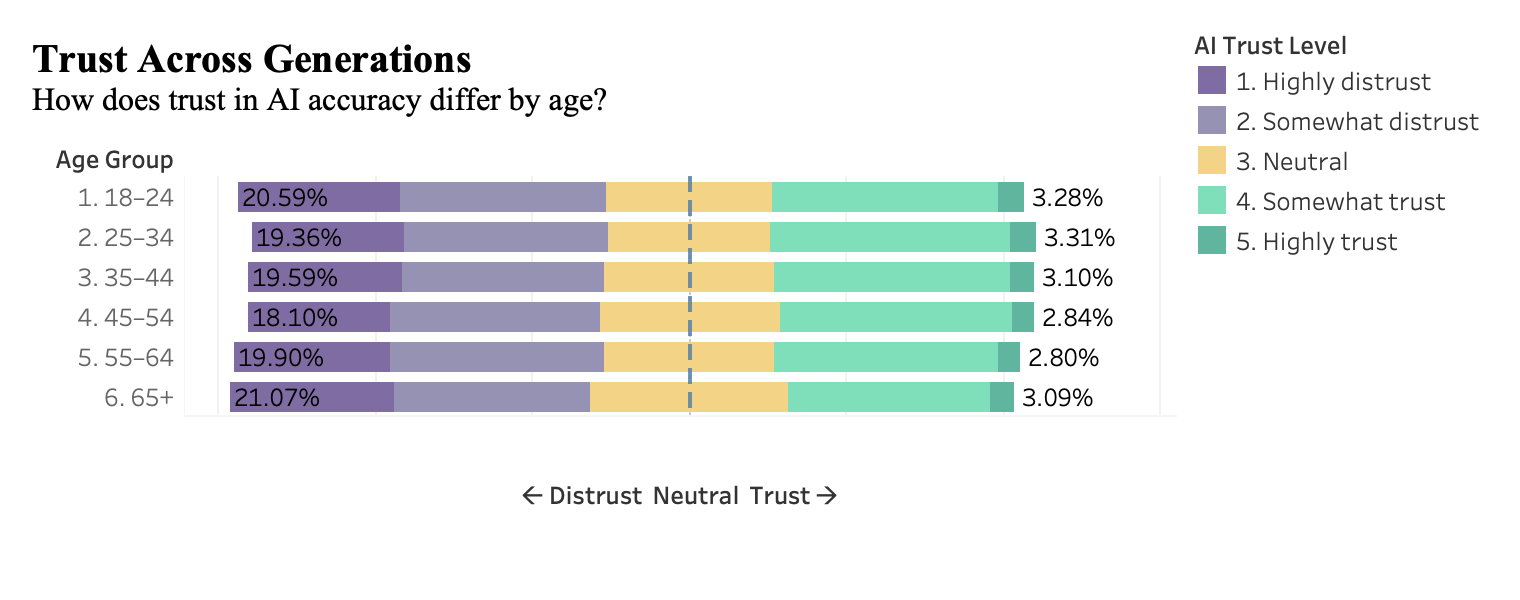 Trust Across Generations
How does trust in AI accuracy differ by age?
AI Trust Level
1. Highly distrust
2. Somewhat distrust
3. Neutral
4. Somewhat trust
5. Highly trust
Age Group
1. 18–24 20.59% 3.28%
2. 25–34 19.36% 3.31%
3. 35–44 19.59% 3.10%
4. 45–54 18.10% 2.84%
5. 55–64 19.90% 2.80%
6. 65+ 21.07% 3.09%
← Distrust Neutral Trust →